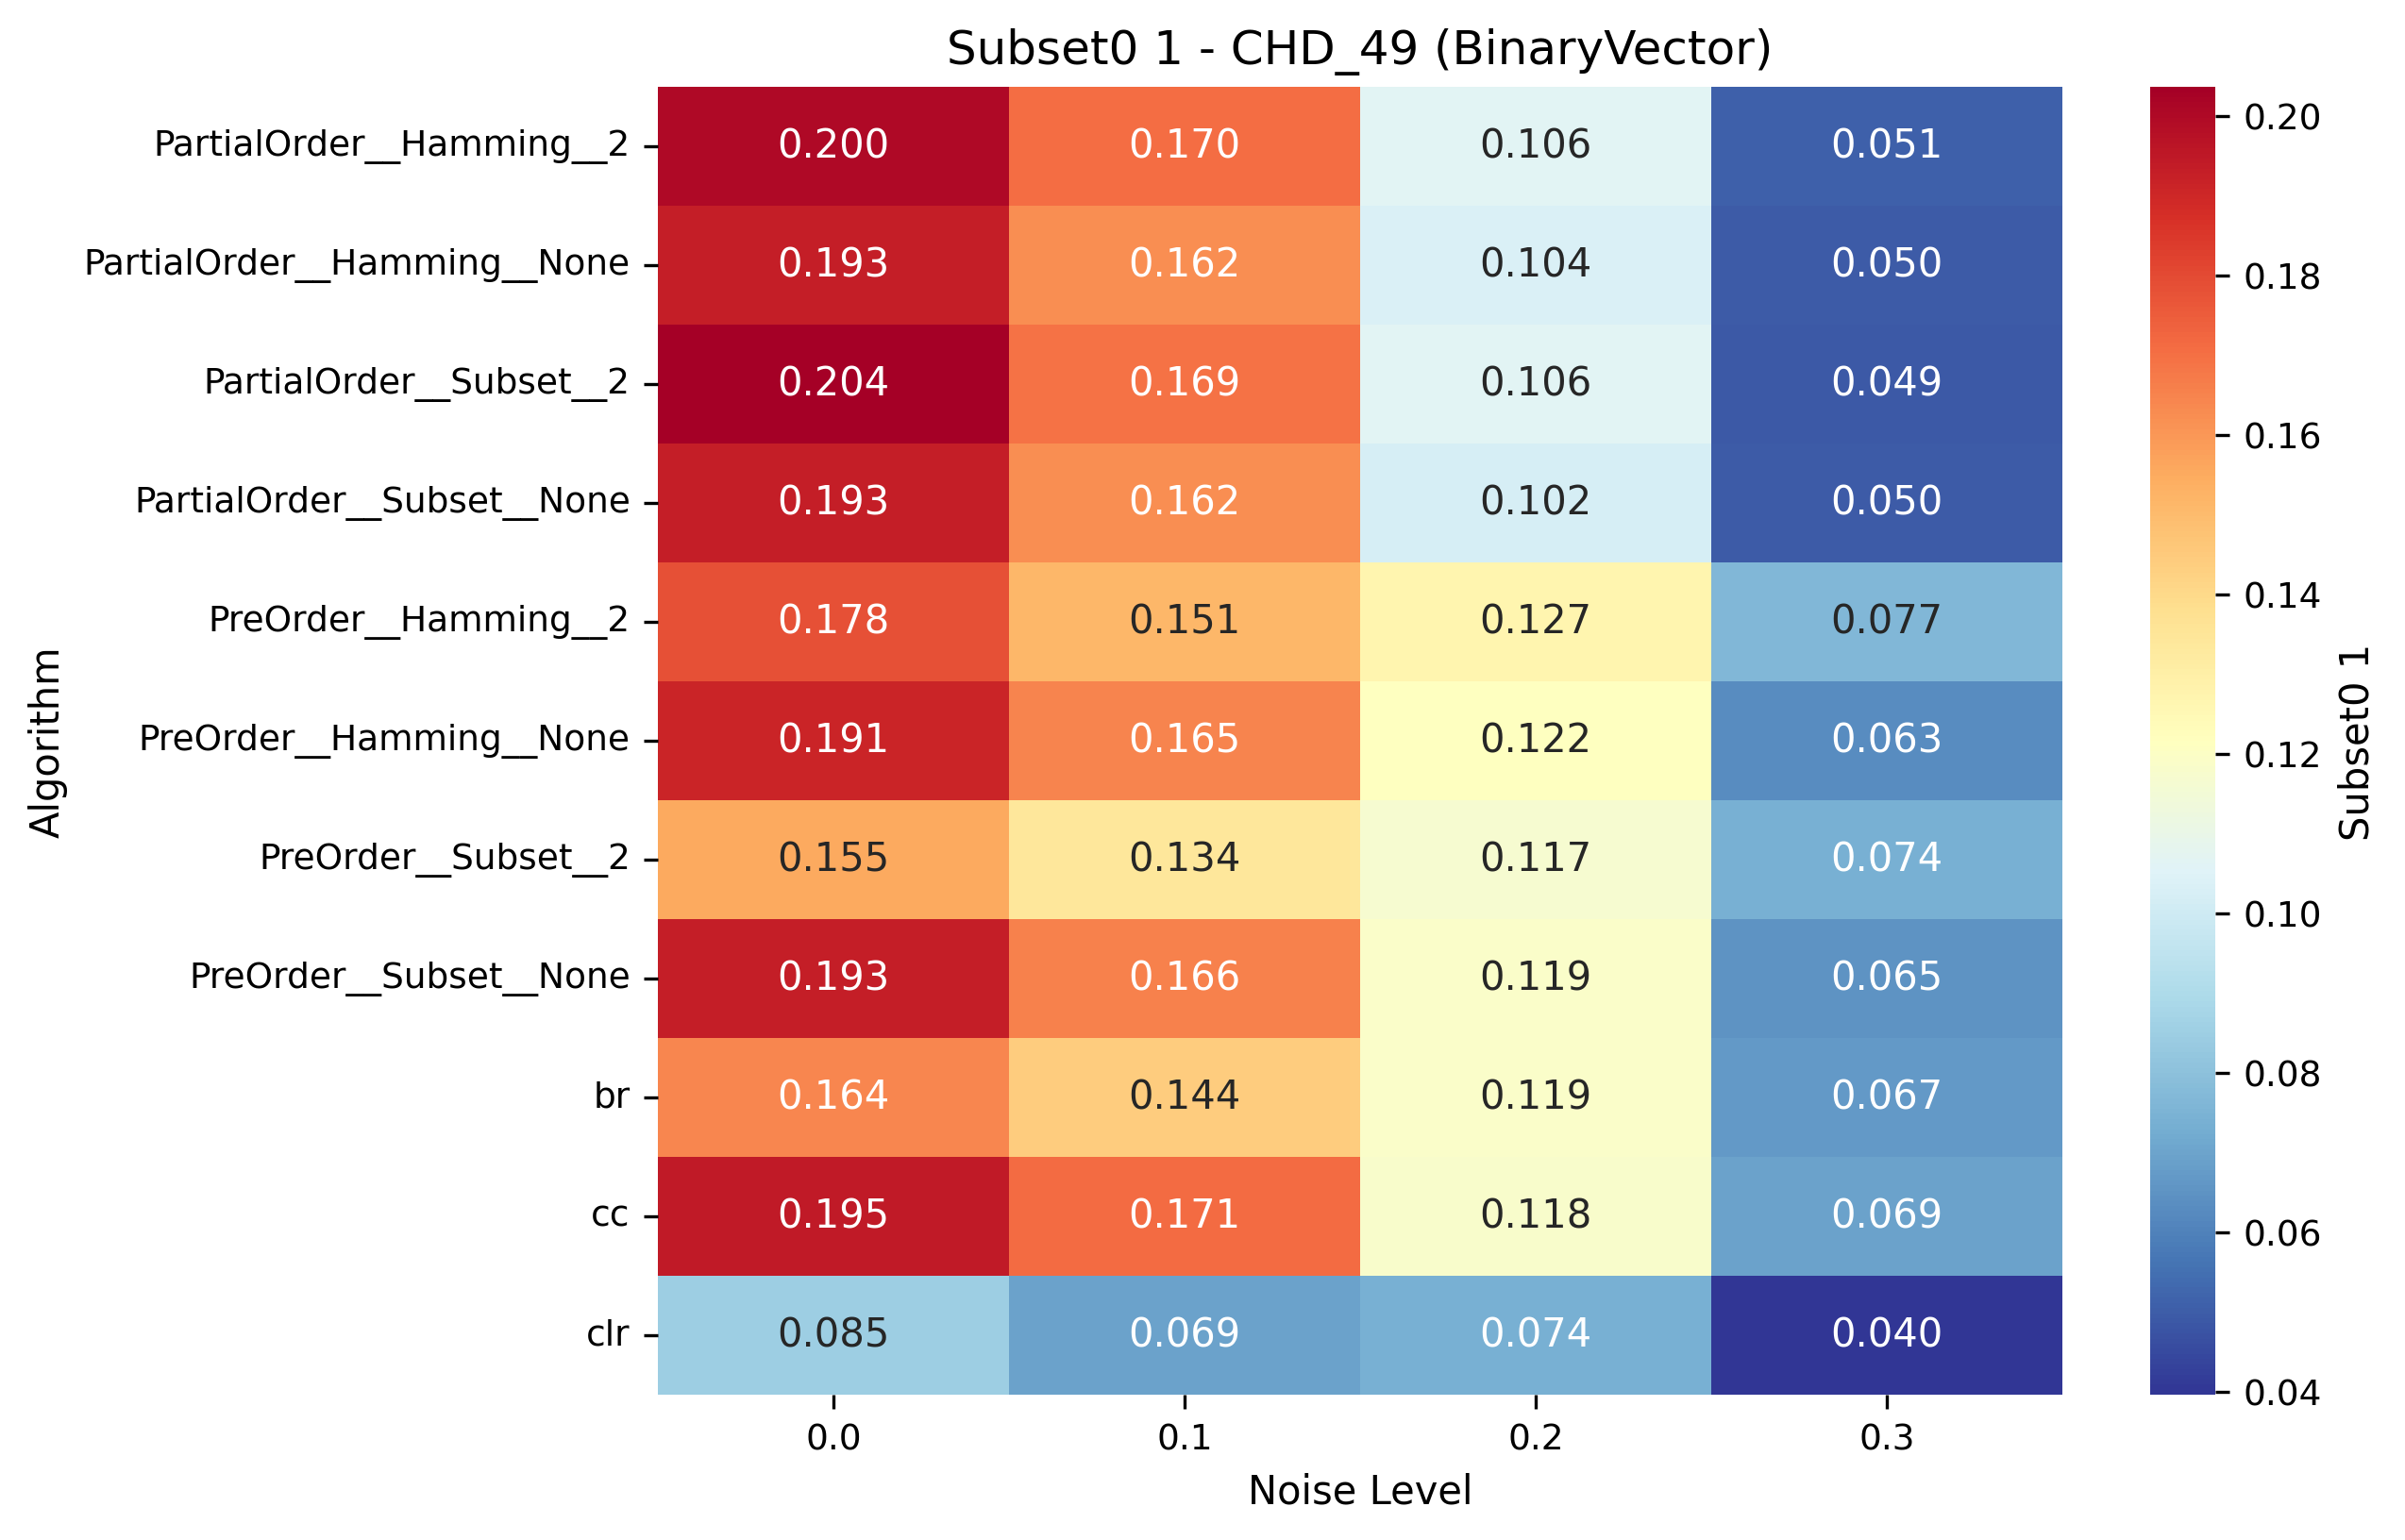 Subset0 1 - CHD_49 (BinaryVector)
PartialOrder__Hamming__2 0.200 0.170 0.106 0.051
PartialOrder__Hamming__None 0.193 0.162 0.104 0.050
PartialOrder__Subset__2 0.204 0.169 0.106 0.049
PartialOrder__Subset__None 0.193 0.162 0.102 0.050
PreOrder__Hamming__2 0.178 0.151 0.127 0.077
PreOrder__Hamming__None 0.191 0.165 0.122 0.063
PreOrder__Subset__2 0.155 0.134 0.117 0.074
PreOrder__Subset__None 0.193 0.166 0.119 0.065
br 0.164 0.144 0.119 0.067
cc 0.195 0.171 0.118 0.069
clr 0.085 0.069 0.074 0.040
0.0 0.1 0.2 0.3
Noise Level
Algorithm
0.20
0.18
0.16
0.14
0.12
0.10
0.08
0.06
0.04
Subset0 1